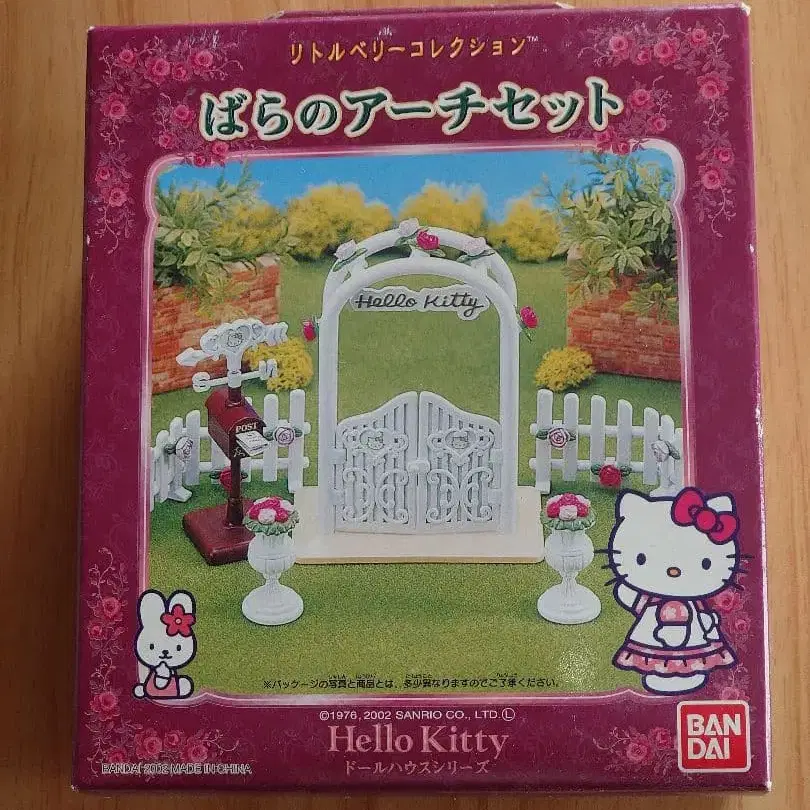 リトルベリーコレクション™
ばらのアーチセット
Hello Kitty
POST
※パッケージの写真と商品とは、多少異なりますのでご了承ください。
©1976, 2002 SANRIO CO., LTD. Ⓛ
Hello Kitty
ドールハウスシリーズ
BANDAI 2002 MADE IN CHINA
BAN
DAI